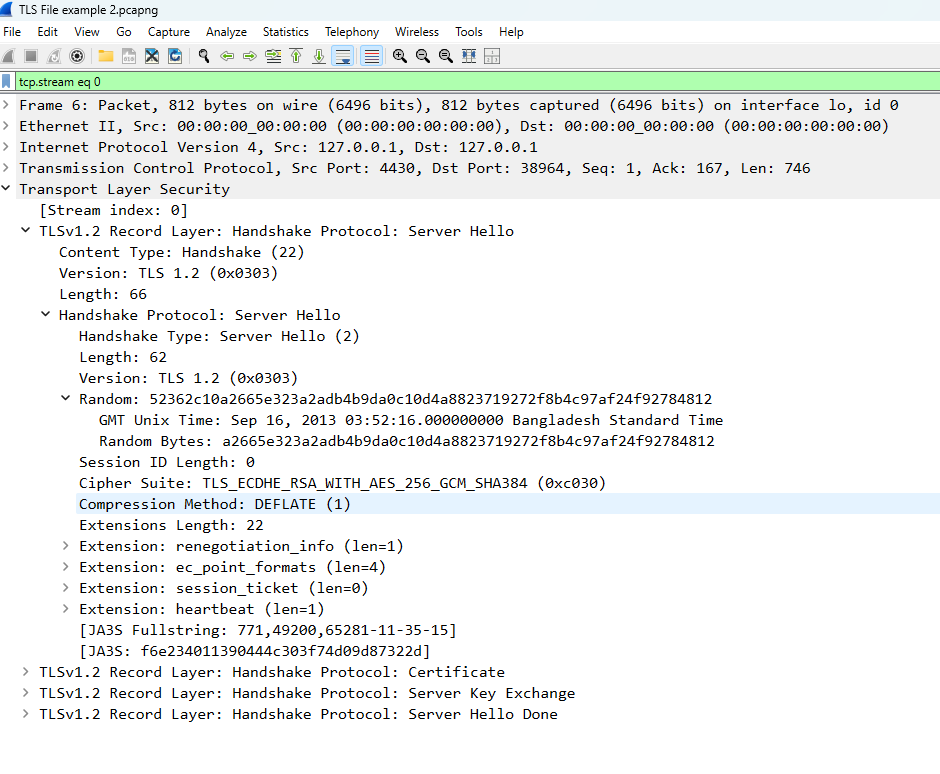 TLS File example 2.pcapng
File Edit View Go Capture Analyze Statistics Telephony Wireless Tools Help
tcp.stream eq 0
Frame 6: Packet, 812 bytes on wire (6496 bits), 812 bytes captured (6496 bits) on interface lo, id 0
Ethernet II, Src: 00:00:00_00:00:00 (00:00:00:00:00:00), Dst: 00:00:00_00:00:00 (00:00:00:00:00:00)
Internet Protocol Version 4, Src: 127.0.0.1, Dst: 127.0.0.1
Transmission Control Protocol, Src Port: 4430, Dst Port: 38964, Seq: 1, Ack: 167, Len: 746
Transport Layer Security
[Stream index: 0]
TLSv1.2 Record Layer: Handshake Protocol: Server Hello
Content Type: Handshake (22)
Version: TLS 1.2 (0x0303)
Length: 66
Handshake Protocol: Server Hello
Handshake Type: Server Hello (2)
Length: 62
Version: TLS 1.2 (0x0303)
Random: 52362c10a2665e323a2adb4b9da0c10d4a8823719272f8b4c97af24f92784812
GMT Unix Time: Sep 16, 2013 03:52:16.000000000 Bangladesh Standard Time
Random Bytes: a2665e323a2adb4b9da0c10d4a8823719272f8b4c97af24f92784812
Session ID Length: 0
Cipher Suite: TLS_ECDHE_RSA_WITH_AES_256_GCM_SHA384 (0xc030)
Compression Method: DEFLATE (1)
Extensions Length: 22
Extension: renegotiation_info (len=1)
Extension: ec_point_formats (len=4)
Extension: session_ticket (len=0)
Extension: heartbeat (len=1)
[JA3S Fullstring: 771,49200,65281-11-35-15]
[JA3S: f6e234011390444c303f74d09d87322d]
TLSv1.2 Record Layer: Handshake Protocol: Certificate
TLSv1.2 Record Layer: Handshake Protocol: Server Key Exchange
TLSv1.2 Record Layer: Handshake Protocol: Server Hello Done